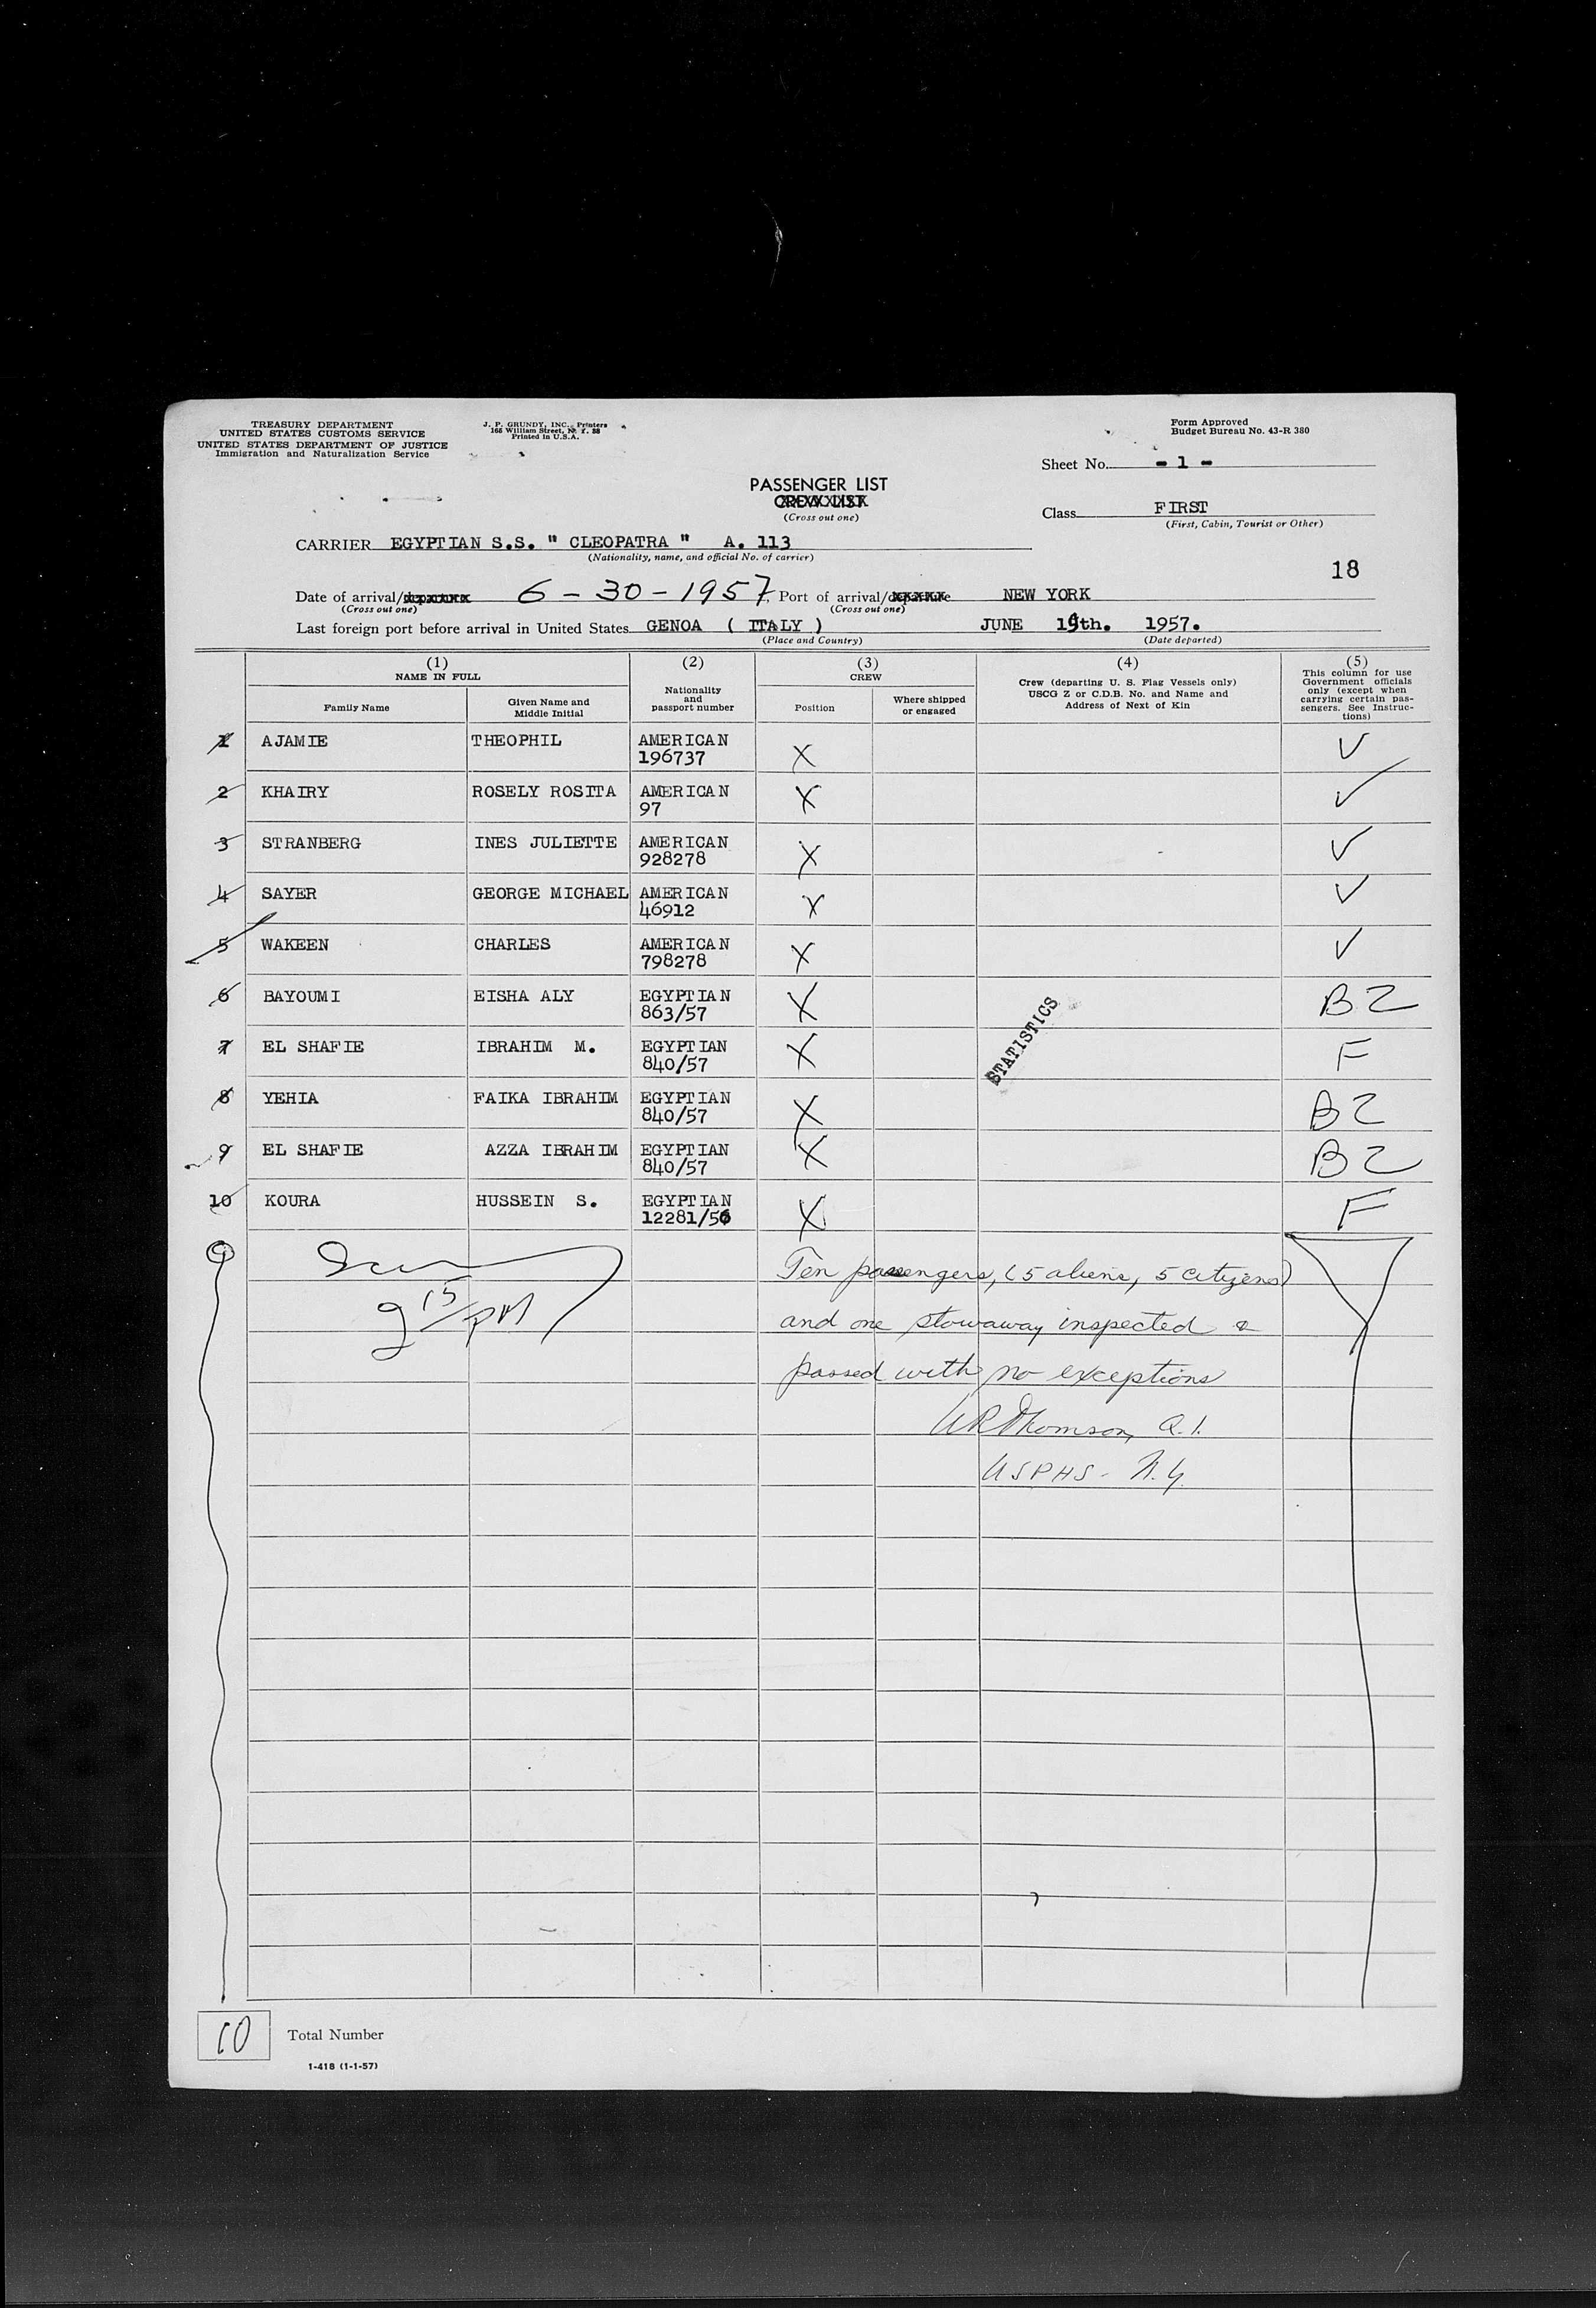 TREASURY DEPARTMENT
UNITED STATES CUSTOMS SERVICE
UNITED STATES DEPARTMENT OF JUSTICE
Immigration and Naturalization Service
J. P. GRUNDY, INC., Printers
166 William Street, N. Y. 38
Printed in U.S.A.
Form Approved
Budget Bureau No. 43-R 380
Sheet No. - 1 -
PASSENGER LIST
CREW LIST
(Cross out one)
Class FIRST
(First, Cabin, Tourist or Other)
CARRIER EGYPTIAN S.S. " CLEOPATRA " A. 113
(Nationality, name, and official No. of carrier)
18
Date of arrival/departure 6 - 30 - 1957, Port of arrival/departure NEW YORK
(Cross out one) (Cross out one)
Last foreign port before arrival in United States GENOA ( ITALY ) JUNE 19th. 1957.
(Place and Country) (Date departed)
(1) NAME IN FULL
Family Name
Given Name and Middle Initial
(2) Nationality and passport number
(3) CREW
Position
Where shipped or engaged
(4) Crew (departing U. S. Flag Vessels only) USCG Z or C.D.B. No. and Name and Address of Next of Kin
(5) This column for use Government officials only (except when carrying certain passengers. See Instructions)
1 AJAMIE THEOPHIL AMERICAN 196737 X ✓
2 KHAIRY ROSELY ROSITA AMERICAN 97 X ✓
3 STRANBERG INES JULIETTE AMERICAN 928278 X ✓
4 SAYER GEORGE MICHAEL AMERICAN 46912 X ✓
5 WAKEEN CHARLES AMERICAN 798278 X ✓
6 BAYOUMI EISHA ALY EGYPTIAN 863/57 X B2
7 EL SHAFIE IBRAHIM M. EGYPTIAN 840/57 X F
8 YEHIA FAIKA IBRAHIM EGYPTIAN 840/57 X B2
9 EL SHAFIE AZZA IBRAHIM EGYPTIAN 840/57 X B2
10 KOURA HUSSEIN S. EGYPTIAN 12281/56 X F
STATISTICS
9 15/PM
Ten passengers, (5 aliens, 5 citizens)
and one stowaway inspected &
passed with no exceptions
WR Thomson, Q.I.
USPHS - N.Y.
10 Total Number
1-418 (1-1-57)